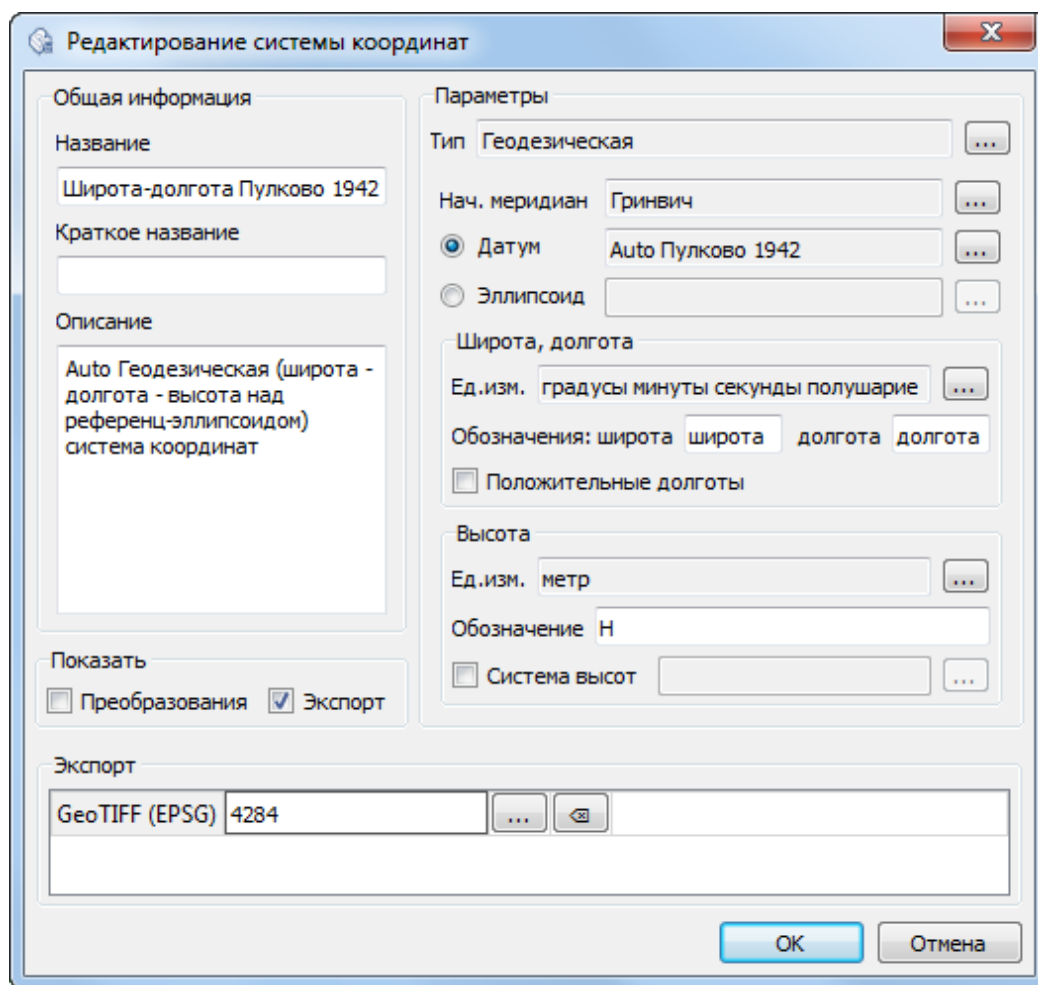 Редактирование системы координат
Общая информация
Название
Широта-долгота Пулково 1942
Краткое название
Описание
Auto Геодезическая (широта -
долгота - высота над
референц-эллипсоидом)
система координат
Показать
Преобразования Экспорт
Параметры
Тип Геодезическая ...
Нач. меридиан Гринвич ...
Датум Auto Пулково 1942 ...
Эллипсоид ...
Широта, долгота
Ед.изм. градусы минуты секунды полушарие ...
Обозначения: широта широта долгота долгота
Положительные долготы
Высота
Ед.изм. метр ...
Обозначение H
Система высот ...
Экспорт
GeoTIFF (EPSG) 4284 ...
OK Отмена